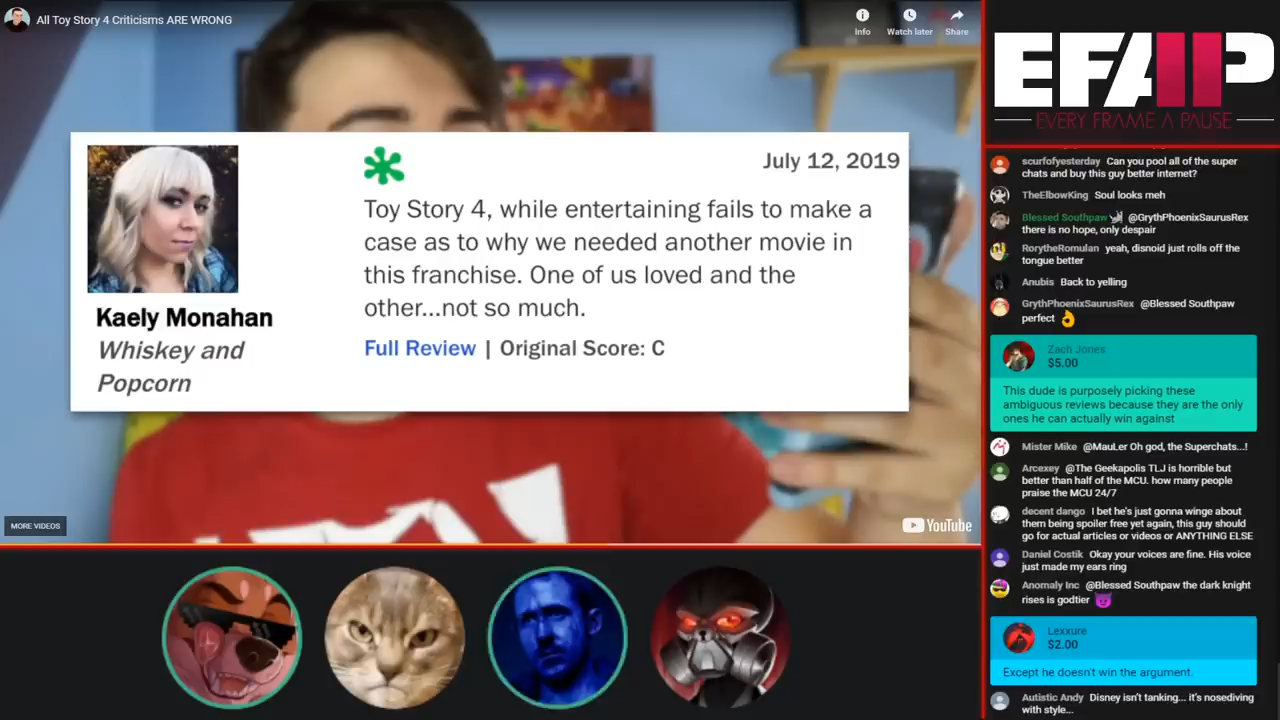 All Toy Story 4 Criticisms ARE WRONG
Info
Watch later
Share
July 12, 2019
Toy Story 4, while entertaining fails to make a
case as to why we needed another movie in
this franchise. One of us loved and the
other...not so much.
Full Review | Original Score: C
Kaely Monahan
Whiskey and
Popcorn
MORE VIDEOS
YouTube
EFAP
EVERY FRAME A PAUSE
scurfofyesterday Can you pool all of the super
chats and buy this guy better internet?
TheElbowKing Soul looks meh
Blessed Southpaw @GrythPhoenixSaurusRex
there is no hope, only despair
RorytheRomulan yeah, disnoid just rolls off the
tongue better
Anubis Back to yelling
GrythPhoenixSaurusRex @Blessed Southpaw
perfect 👌
Zach Jones
$5.00
This dude is purposely picking these
ambiguous reviews because they are the only
ones he can actually win against
Mister Mike @MauLer Oh god, the Superchats...!
Arcexey @The Geekapolis TLJ is horrible but
better than half of the MCU. how many people
praise the MCU 24/7
decent dango I bet he's just gonna winge about
them being spoiler free yet again, this guy should
go for actual articles or videos or ANYTHING ELSE
Daniel Costik Okay your voices are fine. His voice
just made my ears ring
Anomaly Inc @Blessed Southpaw the dark knight
rises is godtier 😈
Lexxure
$2.00
Except he doesn't win the argument.
Autistic Andy Disney isn't tanking... it's nosediving
with style...